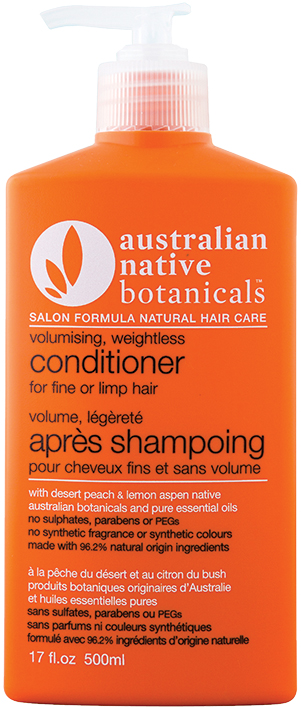 australian
native
botanicals™
SALON FORMULA NATURAL HAIR CARE
volumising, weightless
conditioner
for fine or limp hair
volume, légèreté
après shampoing
pour cheveux fins et sans volume
with desert peach & lemon aspen native
australian botanicals and pure essential oils
no sulphates, parabens or PEGs
no synthetic fragrance or synthetic colours
made with 96.2% natural origin ingredients
à la pêche du désert et au citron du bush
produits botaniques originaires d'Australie
et huiles essentielles pures
sans sulfates, parabens ou PEGs
sans parfums ni couleurs synthétiques
formulé avec 96.2% ingrédients d'origine naturelle
17 fl.oz 500ml